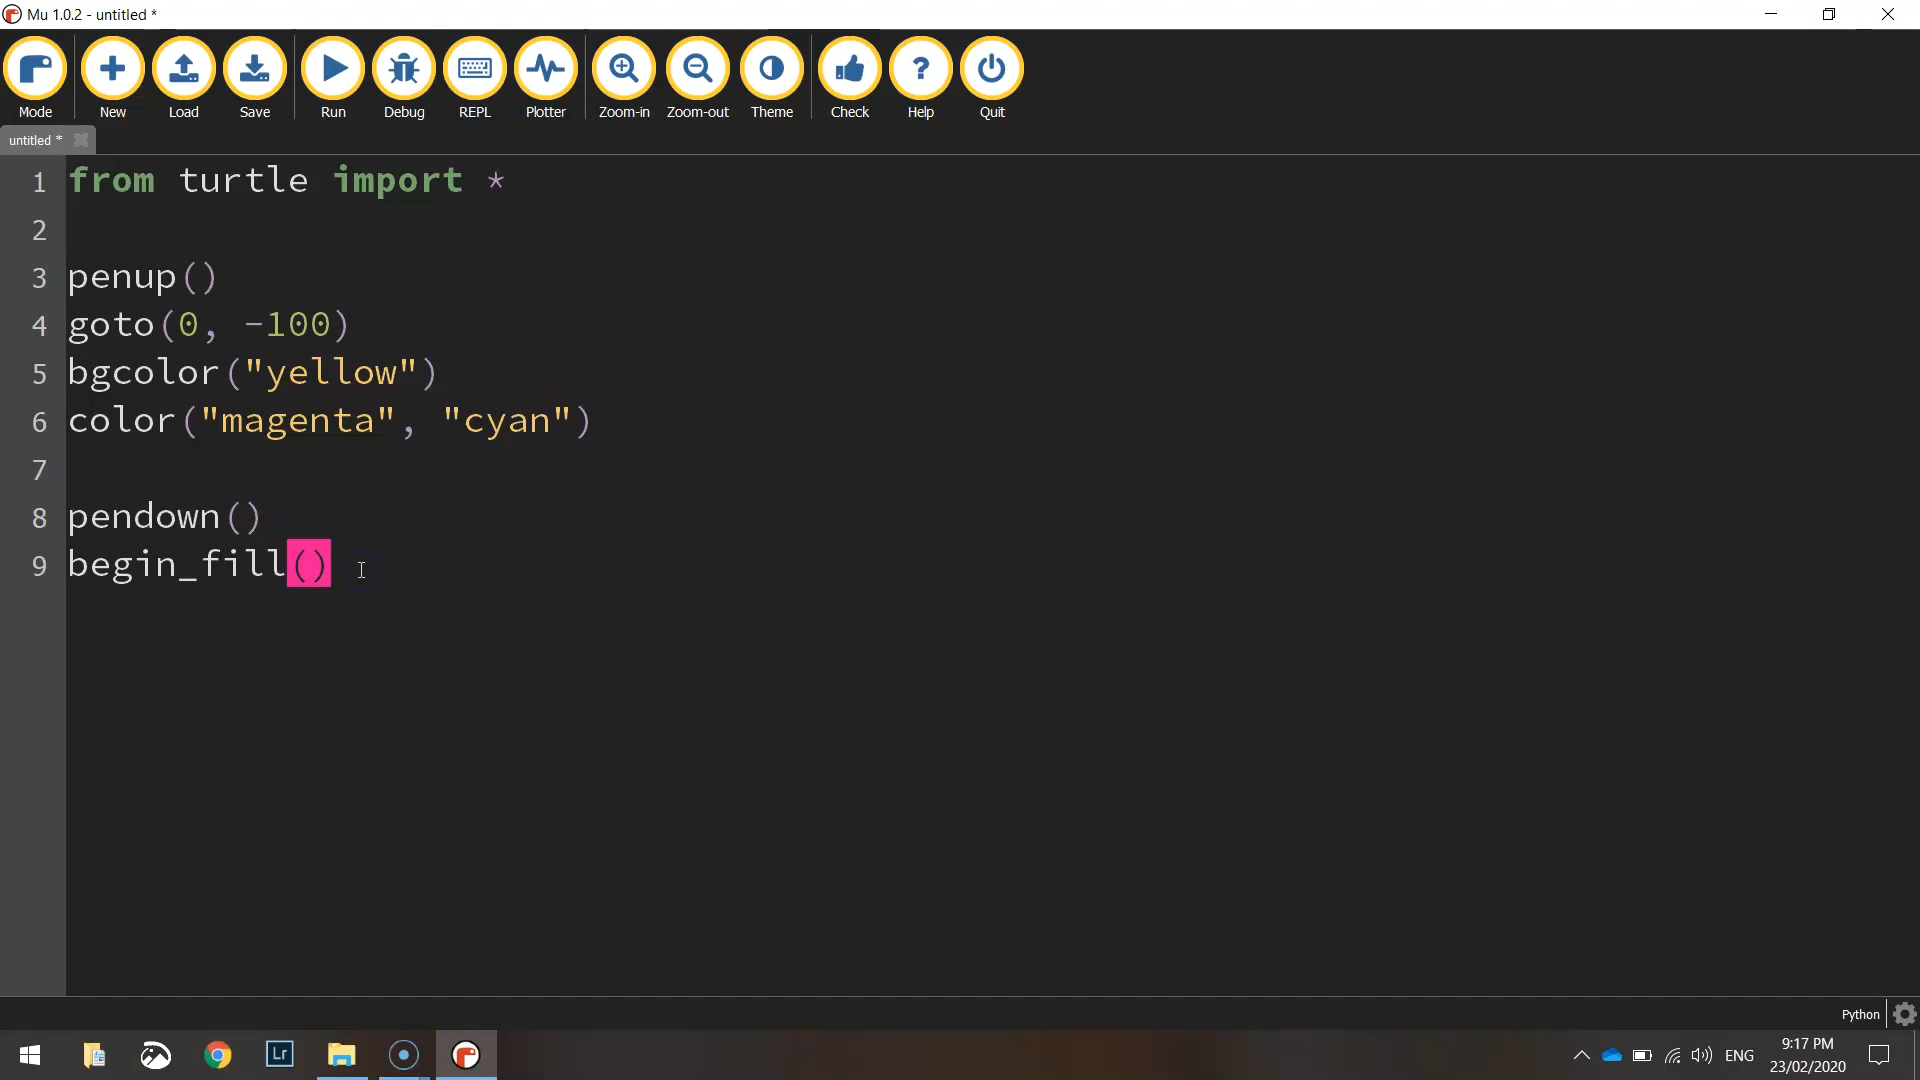 Mu 1.0.2 - untitled *
Mode New Load Save Run Debug REPL Plotter Zoom-in Zoom-out Theme Check Help Quit
untitled *
1 from turtle import *
2
3 penup()
4 goto(0, -100)
5 bgcolor("yellow")
6 color("magenta", "cyan")
7
8 pendown()
9 begin_fill()
Python
Lr
ENG
9:17 PM
23/02/2020